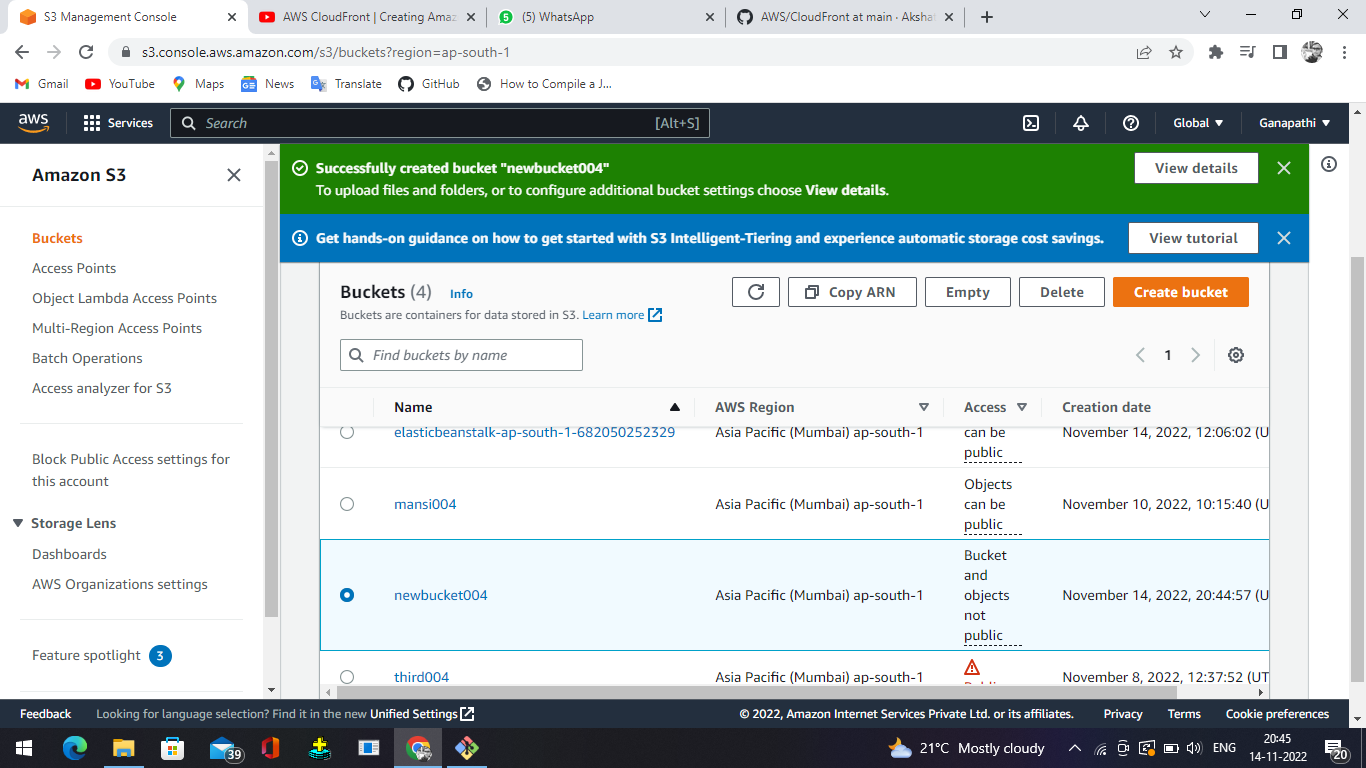 S3 Management Console
AWS CloudFront | Creating Amaz
(5) WhatsApp
AWS/CloudFront at main · Aksha
s3.console.aws.amazon.com/s3/buckets?region=ap-south-1
Gmail
YouTube
Maps
News
Translate
GitHub
How to Compile a J...
aws
Services
Search
[Alt+S]
Global
Ganapathi
Amazon S3
Buckets
Access Points
Object Lambda Access Points
Multi-Region Access Points
Batch Operations
Access analyzer for S3
Block Public Access settings for
this account
Storage Lens
Dashboards
AWS Organizations settings
Feature spotlight 3
Successfully created bucket "newbucket004"
To upload files and folders, or to configure additional bucket settings choose View details.
View details
Get hands-on guidance on how to get started with S3 Intelligent-Tiering and experience automatic storage cost savings.
View tutorial
Buckets (4) Info
Buckets are containers for data stored in S3. Learn more
Copy ARN
Empty
Delete
Create bucket
Find buckets by name
1
Name
AWS Region
Access
Creation date
elasticbeanstalk-ap-south-1-682050252329
Asia Pacific (Mumbai) ap-south-1
can be
public
November 14, 2022, 12:06:02 (U
mansi004
Asia Pacific (Mumbai) ap-south-1
Objects
can be
public
November 10, 2022, 10:15:40 (U
newbucket004
Asia Pacific (Mumbai) ap-south-1
Bucket
and
objects
not
public
November 14, 2022, 20:44:57 (U
third004
Asia Pacific (Mumbai) ap-south-1
November 8, 2022, 12:37:52 (UT
Feedback
Looking for language selection? Find it in the new Unified Settings
© 2022, Amazon Internet Services Private Ltd. or its affiliates.
Privacy
Terms
Cookie preferences
39
21°C Mostly cloudy
ENG
20:45
14-11-2022
20